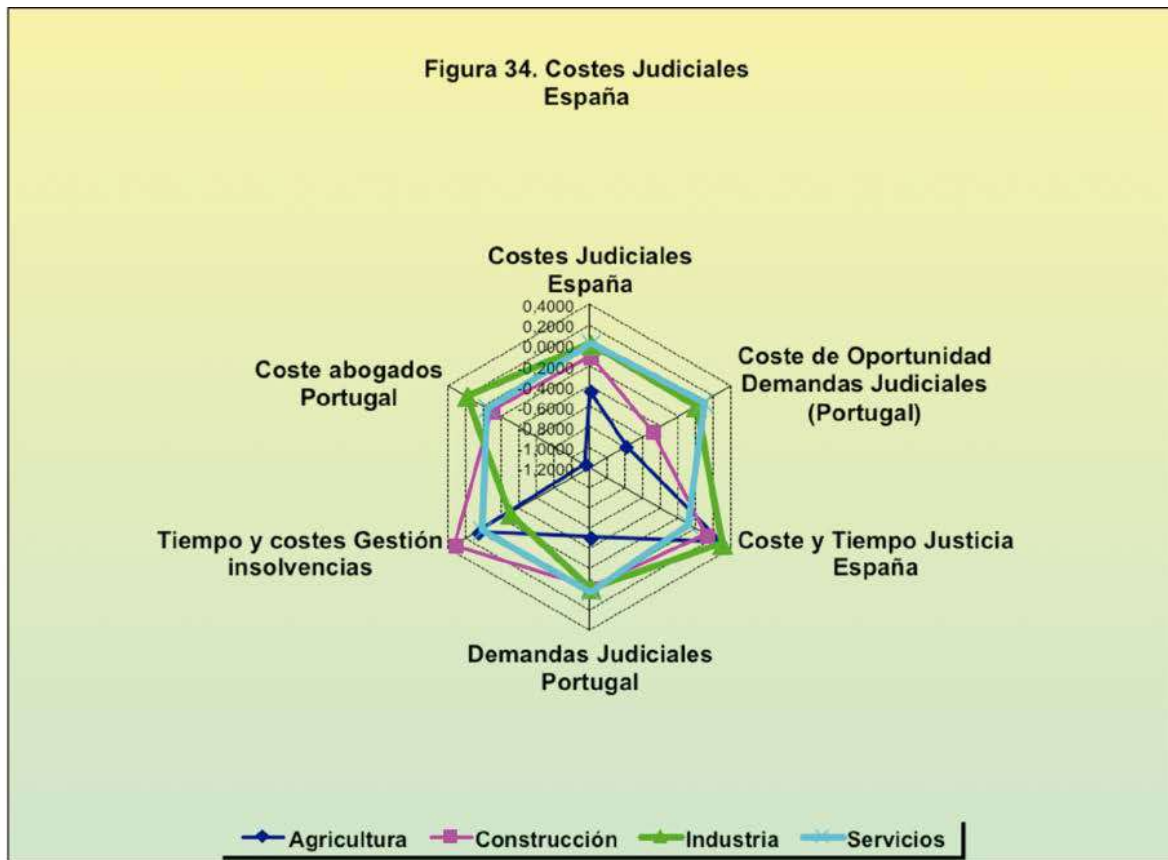 Figura 34. Costes Judiciales
España
Costes Judiciales
España
0,4000
0,2000
0,0000
-0,2000
-0,4000
-0,6000
-0,8000
-1,0000
-1,2000
Coste de Oportunidad
Demandas Judiciales
(Portugal)
Coste y Tiempo Justicia
España
Demandas Judiciales
Portugal
Tiempo y costes Gestión
insolvencias
Coste abogados
Portugal
Agricultura
Construcción
Industria
Servicios